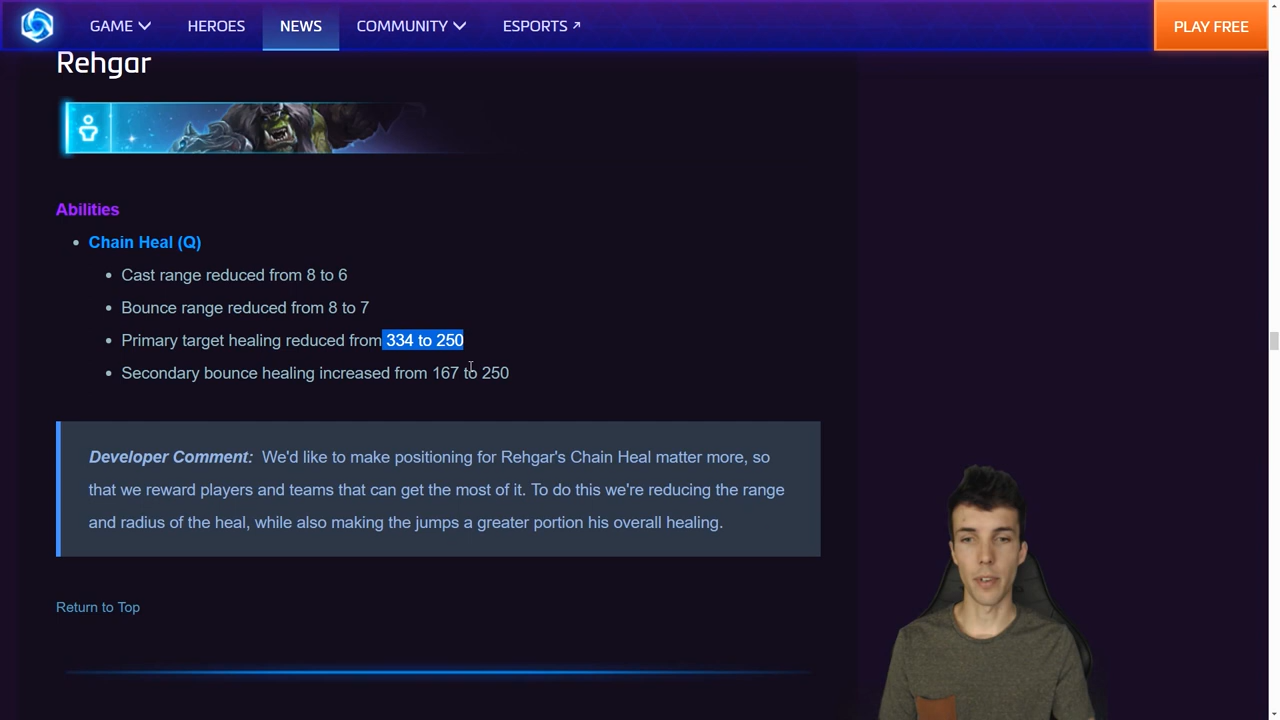 GAME HEROES NEWS COMMUNITY ESPORTS PLAY FREE
Rehgar
Abilities
Chain Heal (Q)
Cast range reduced from 8 to 6
Bounce range reduced from 8 to 7
Primary target healing reduced from 334 to 250
Secondary bounce healing increased from 167 to 250
Developer Comment: We'd like to make positioning for Rehgar's Chain Heal matter more, so
that we reward players and teams that can get the most of it. To do this we're reducing the range
and radius of the heal, while also making the jumps a greater portion his overall healing.
Return to Top